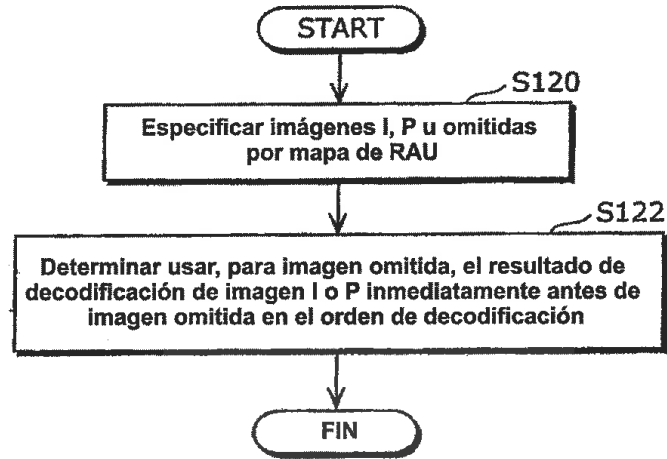 START
S120
Especificar imágenes I, P u omitidas
por mapa de RAU
S122
Determinar usar, para imagen omitida, el resultado de
decodificación de imagen I o P inmediatamente antes de
imagen omitida en el orden de decodificación
FIN